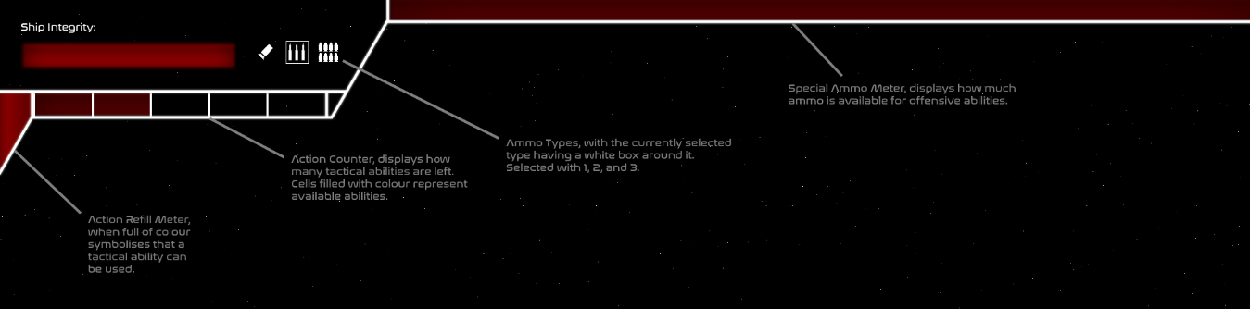 Ship Integrity:
Special Ammo Meter, displays how much
ammo is available for offensive abilities.
Ammo Types, with the currently selected
type having a white box around it.
Selected with 1, 2, and 3.
Action Counter, displays how
many tactical abilities are left.
Cells filled with colour represent
available abilities.
Action Refill Meter,
when full of colour
symbolises that a
tactical ability can
be used.